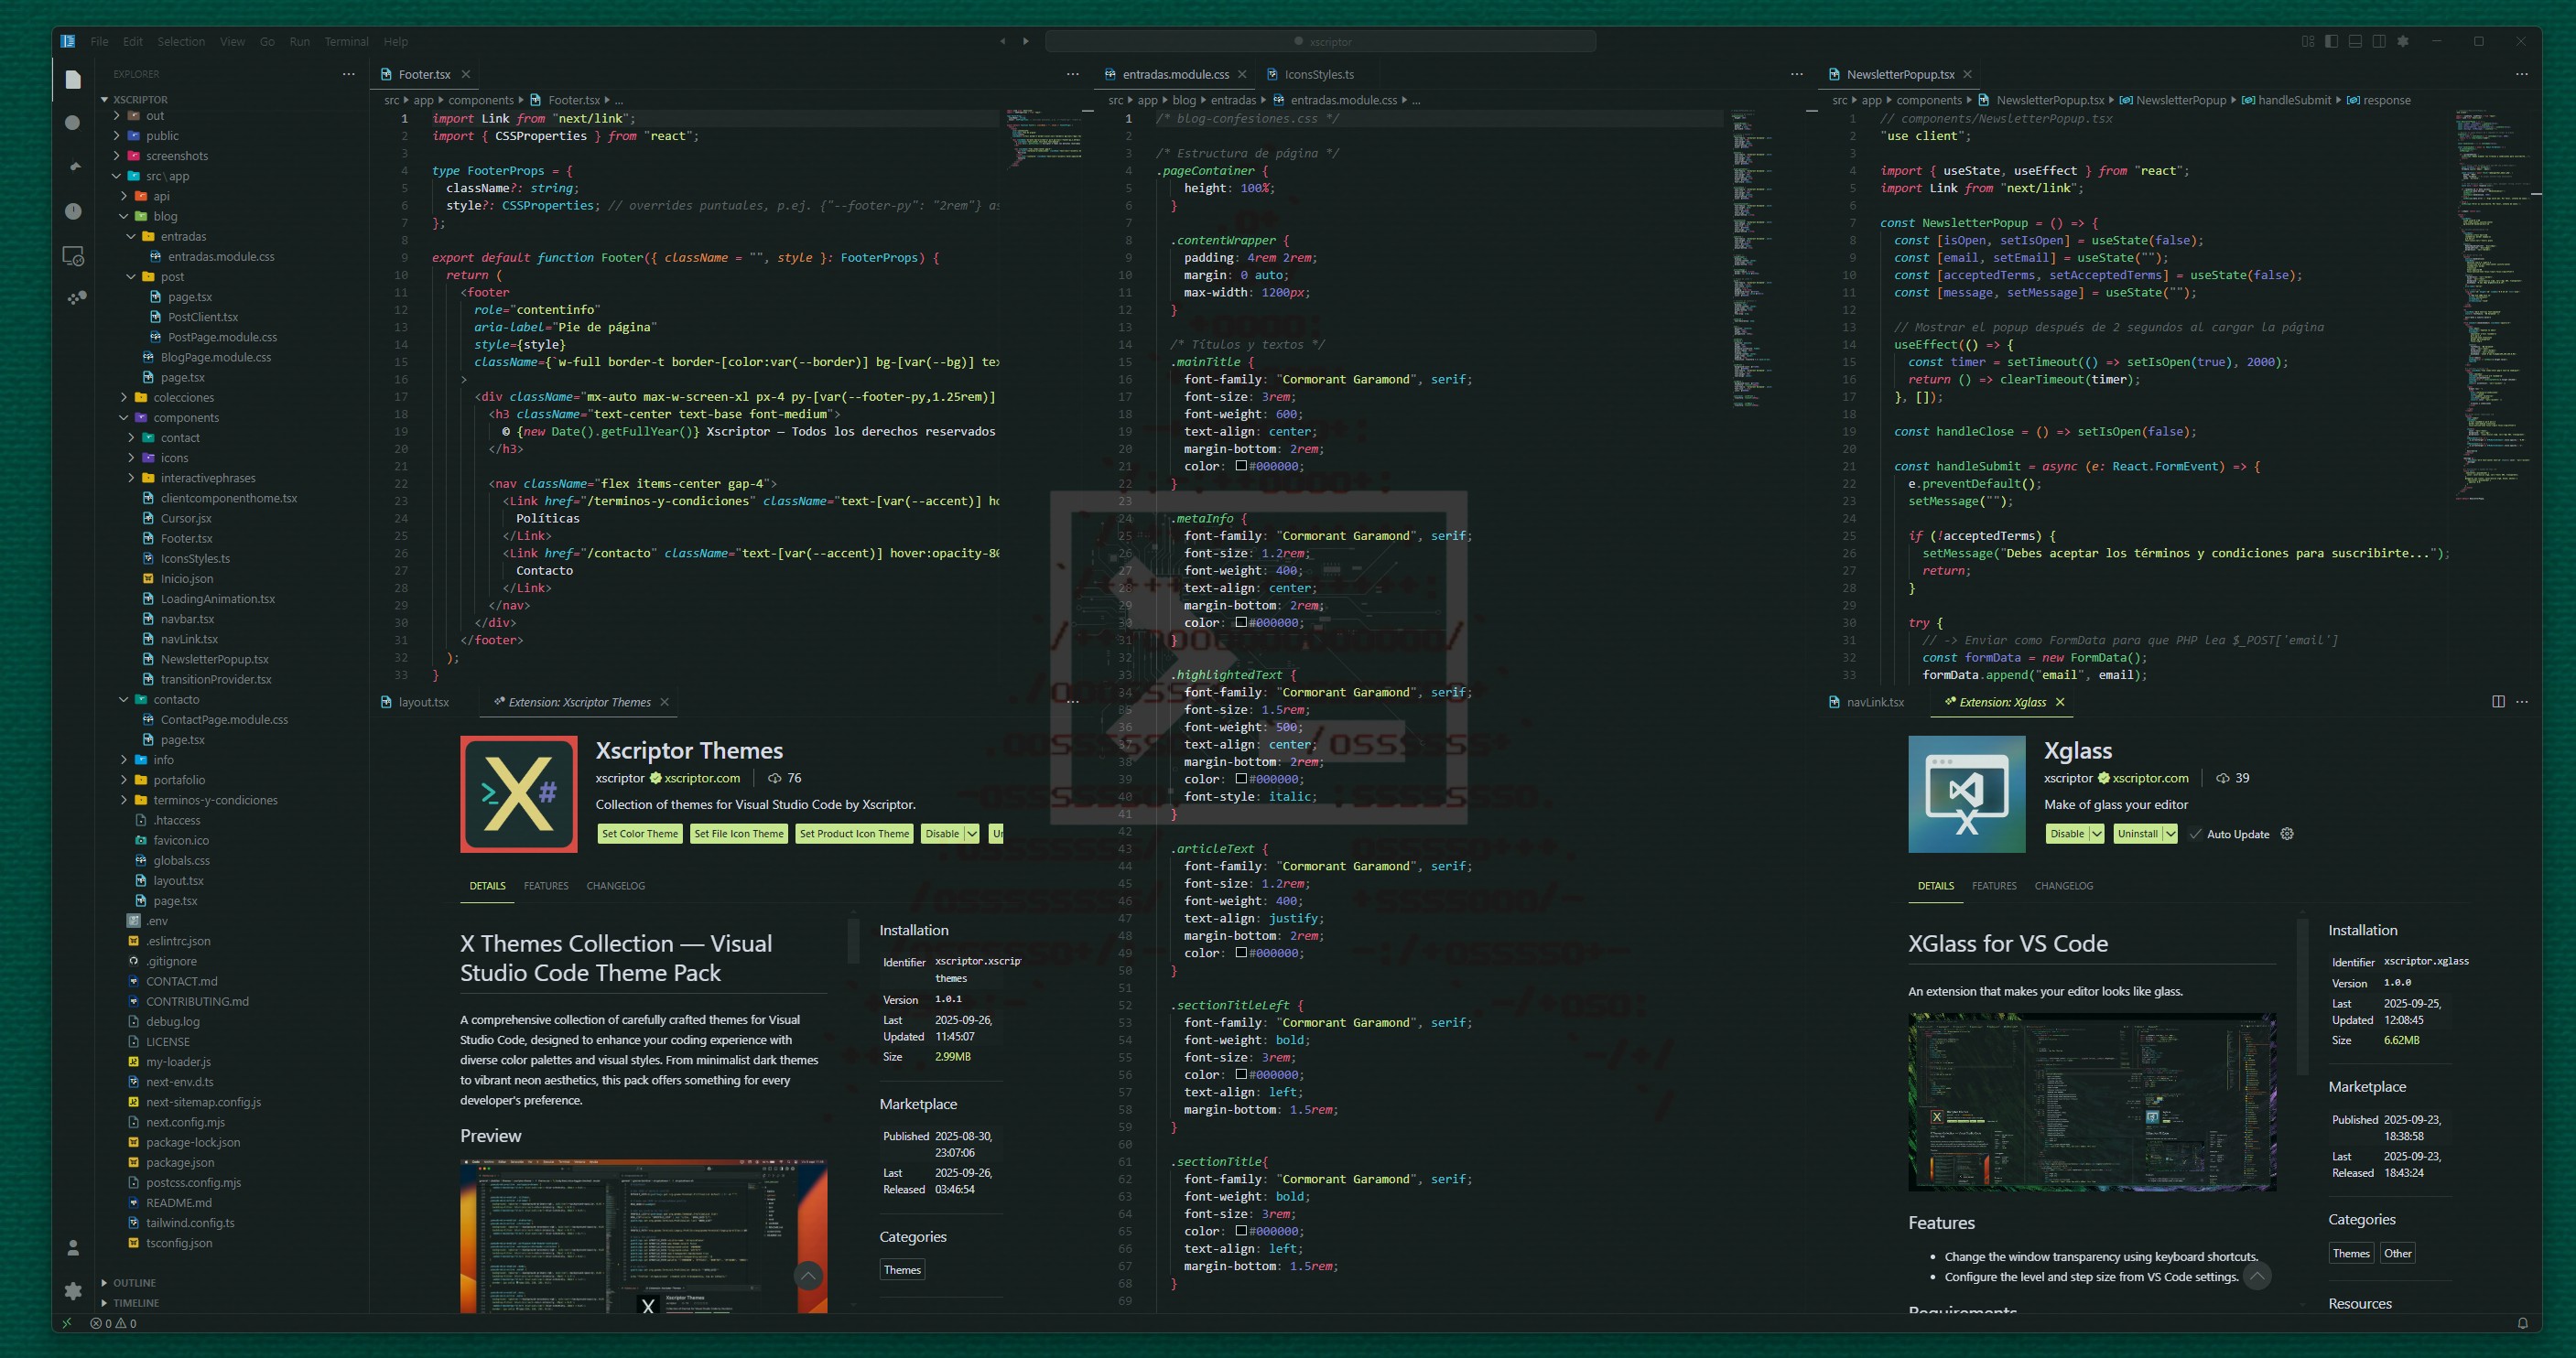 File Edit Selection View Go Run Terminal Help
xscriptor
EXPLORER
XSCRIPTOR
out
public
screenshots
src\app
api
blog
entradas
entradas.module.css
post
page.tsx
PostClient.tsx
PostPage.module.css
BlogPage.module.css
page.tsx
colecciones
components
contact
icons
interactivephrases
clientcomponenthome.tsx
Cursor.jsx
Footer.tsx
IconsStyles.ts
Inicio.json
LoadingAnimation.tsx
navbar.tsx
navLink.tsx
NewsletterPopup.tsx
transitionProvider.tsx
contacto
ContactPage.module.css
page.tsx
info
portafolio
terminos-y-condiciones
.htaccess
favicon.ico
globals.css
layout.tsx
page.tsx
.env
.eslintrc.json
.gitignore
CONTACT.md
CONTRIBUTING.md
debug.log
LICENSE
my-loader.js
next-env.d.ts
next-sitemap.config.js
next.config.mjs
package-lock.json
package.json
postcss.config.mjs
README.md
tailwind.config.ts
tsconfig.json
OUTLINE
TIMELINE
0 0
Footer.tsx
src app components Footer.tsx ...
1 import Link from "next/link";
2 import { CSSProperties } from "react";
3
4 type FooterProps = {
5 className?: string;
6 style?: CSSProperties; // overrides puntuales, p.ej. {"--footer-py": "2rem"} as
7 };
8
9 export default function Footer({ className = "", style }: FooterProps) {
10 return (
11 <footer
12 role="contentinfo"
13 aria-label="Pie de página"
14 style={style}
15 className={`w-full border-t border-[color:var(--border)] bg-[var(--bg)] tex
16 >
17 <div className="mx-auto max-w-screen-xl px-4 py-[var(--footer-py,1.25rem)]
18 <h3 className="text-center text-base font-medium">
19 © {new Date().getFullYear()} Xscriptor — Todos los derechos reservados
20 </h3>
21
22 <nav className="flex items-center gap-4">
23 <Link href="/terminos-y-condiciones" className="text-[var(--accent)] ho
24 Políticas
25 </Link>
26 <Link href="/contacto" className="text-[var(--accent)] hover:opacity-80
27 Contacto
28 </Link>
29 </nav>
30 </div>
31 </footer>
32 );
33 }
layout.tsx Extension: Xscriptor Themes
Xscriptor Themes
xscriptor xscriptor.com 76
Collection of themes for Visual Studio Code by Xscriptor.
Set Color Theme Set File Icon Theme Set Product Icon Theme Disable Ur
DETAILS FEATURES CHANGELOG
X Themes Collection — Visual
Studio Code Theme Pack
A comprehensive collection of carefully crafted themes for Visual
Studio Code, designed to enhance your coding experience with
diverse color palettes and visual styles. From minimalist dark themes
to vibrant neon aesthetics, this pack offers something for every
developer's preference.
Preview
Installation
Identifier xscriptor.xscrip
themes
Version 1.0.1
Last 2025-09-26,
Updated 11:45:07
Size 2.99MB
Marketplace
Published 2025-08-30,
23:07:06
Last 2025-09-26,
Released 03:46:54
Categories
Themes
entradas.module.css IconsStyles.ts
src app blog entradas entradas.module.css ...
1 /* blog-confesiones.css */
2
3 /* Estructura de página */
4 .pageContainer {
5 height: 100%;
6 }
7
8 .contentWrapper {
9 padding: 4rem 2rem;
10 margin: 0 auto;
11 max-width: 1200px;
12 }
13
14 /* Títulos y textos */
15 .mainTitle {
16 font-family: "Cormorant Garamond", serif;
17 font-size: 3rem;
18 font-weight: 600;
19 text-align: center;
20 margin-bottom: 2rem;
21 color: #000000;
22 }
23
24 .metaInfo {
25 font-family: "Cormorant Garamond", serif;
26 font-size: 1.2rem;
27 font-weight: 400;
28 text-align: center;
29 margin-bottom: 2rem;
30 color: #000000;
31 }
32
33 .highlightedText {
34 font-family: "Cormorant Garamond", serif;
35 font-size: 1.5rem;
36 font-weight: 500;
37 text-align: center;
38 margin-bottom: 2rem;
39 color: #000000;
40 font-style: italic;
41 }
42
43 .articleText {
44 font-family: "Cormorant Garamond", serif;
45 font-size: 1.2rem;
46 font-weight: 400;
47 text-align: justify;
48 margin-bottom: 2rem;
49 color: #000000;
50 }
51
52 .sectionTitleLeft {
53 font-family: "Cormorant Garamond", serif;
54 font-weight: bold;
55 font-size: 3rem;
56 color: #000000;
57 text-align: left;
58 margin-bottom: 1.5rem;
59 }
60
61 .sectionTitle{
62 font-family: "Cormorant Garamond", serif;
63 font-weight: bold;
64 font-size: 3rem;
65 color: #000000;
66 text-align: left;
67 margin-bottom: 1.5rem;
68 }
69
NewsletterPopup.tsx
src app components NewsletterPopup.tsx NewsletterPopup handleSubmit response
1 // components/NewsletterPopup.tsx
2 "use client";
3
4 import { useState, useEffect } from "react";
5 import Link from "next/link";
6
7 const NewsletterPopup = () => {
8 const [isOpen, setIsOpen] = useState(false);
9 const [email, setEmail] = useState("");
10 const [acceptedTerms, setAcceptedTerms] = useState(false);
11 const [message, setMessage] = useState("");
12
13 // Mostrar el popup después de 2 segundos al cargar la página
14 useEffect(() => {
15 const timer = setTimeout(() => setIsOpen(true), 2000);
16 return () => clearTimeout(timer);
17 }, []);
18
19 const handleClose = () => setIsOpen(false);
20
21 const handleSubmit = async (e: React.FormEvent) => {
22 e.preventDefault();
23 setMessage("");
24
25 if (!acceptedTerms) {
26 setMessage("Debes aceptar los términos y condiciones para suscribirte...");
27 return;
28 }
29
30 try {
31 // -> Enviar como FormData para que PHP lea $_POST['email']
32 const formData = new FormData();
33 formData.append("email", email);
navLink.tsx Extension: Xglass
Xglass
xscriptor xscriptor.com 39
Make of glass your editor
Disable Uninstall Auto Update
DETAILS FEATURES CHANGELOG
XGlass for VS Code
An extension that makes your editor looks like glass.
Features
• Change the window transparency using keyboard shortcuts.
• Configure the level and step size from VS Code settings.
Requirements
Installation
Identifier xscriptor.xglass
Version 1.0.0
Last 2025-09-25,
Updated 12:08:45
Size 6.62MB
Marketplace
Published 2025-09-23,
18:38:58
Last 2025-09-23,
Released 18:43:24
Categories
Themes Other
Resources